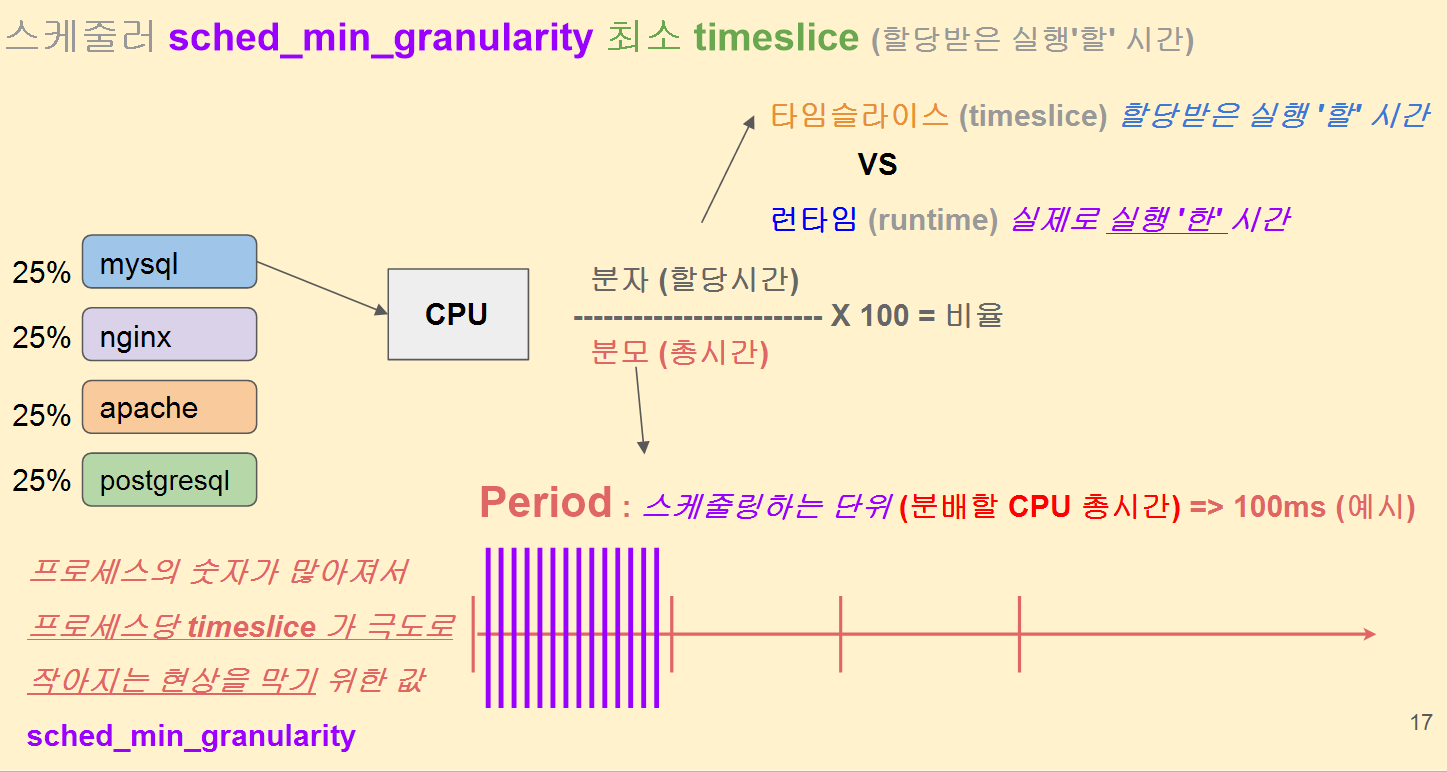 스케줄러 sched_min_granularity 최소 timeslice (할당받은 실행'할' 시간)
타임슬라이스 (timeslice) 할당받은 실행 '할' 시간
VS
런타임 (runtime) 실제로 실행 '한' 시간
25% mysql
25% nginx
25% apache
25% postgresql
CPU
분자 (할당시간)
------------------------- X 100 = 비율
분모 (총시간)
Period : 스케줄링하는 단위 (분배할 CPU 총시간) => 100ms (예시)
프로세스의 숫자가 많아져서
프로세스당 timeslice 가 극도로
작아지는 현상을 막기 위한 값
sched_min_granularity
17